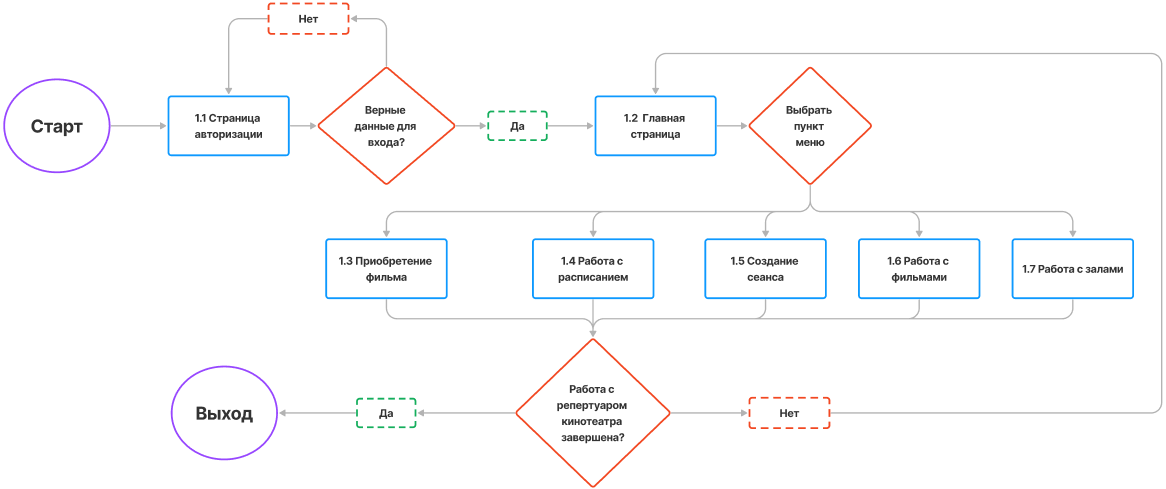 Нет
Старт
1.1 Страница
авторизации
Верные
данные для
входа?
Да
1.2 Главная
страница
Выбрать
пункт
меню
1.3 Приобретение
фильма
1.4 Работа с
расписанием
1.5 Создание
сеанса
1.6 Работа с
фильмами
1.7 Работа с залами
Выход
Да
Работа с
репертуаром
кинотеатра
завершена?
Нет